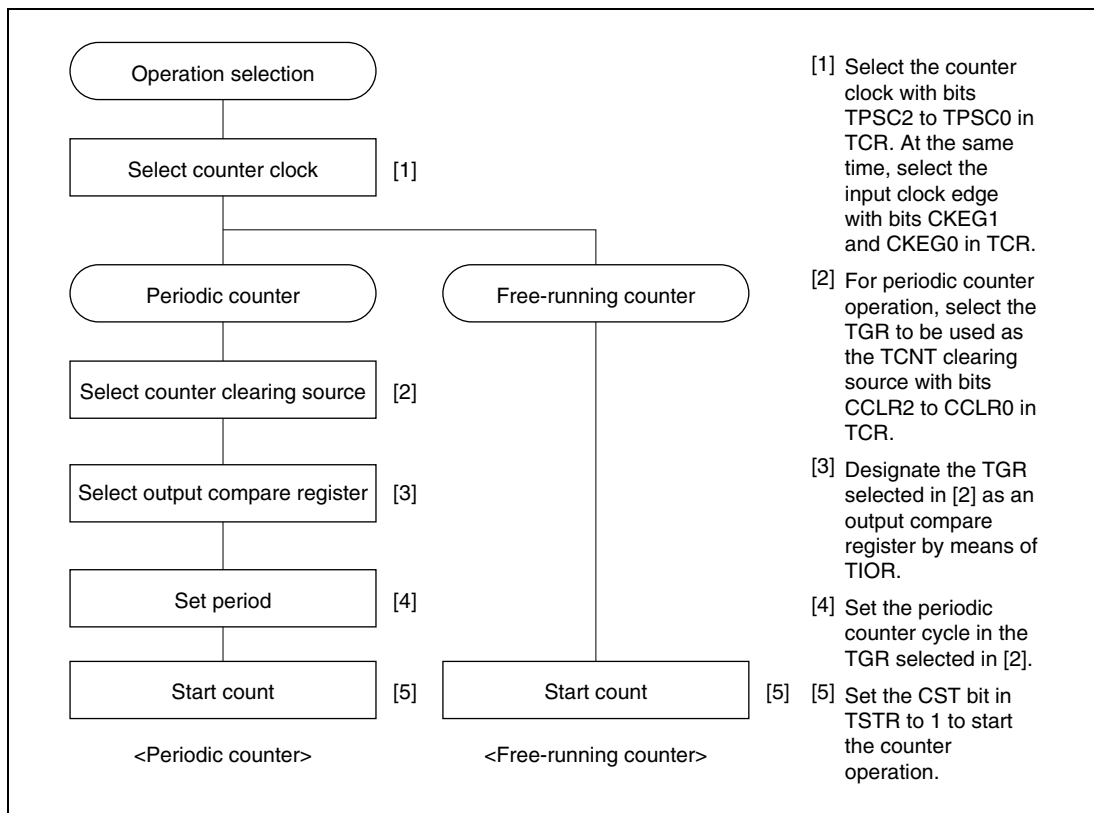 Operation selection
Select counter clock
[1]
Periodic counter
Free-running counter
Select counter clearing source
[2]
Select output compare register
[3]
Set period
[4]
Start count
[5]
Start count
[5]
<Periodic counter>
<Free-running counter>
[1] Select the counter
clock with bits
TPSC2 to TPSC0 in
TCR. At the same
time, select the
input clock edge
with bits CKEG1
and CKEG0 in TCR.
[2] For periodic counter
operation, select the
TGR to be used as
the TCNT clearing
source with bits
CCLR2 to CCLR0 in
TCR.
[3] Designate the TGR
selected in [2] as an
output compare
register by means of
TIOR.
[4] Set the periodic
counter cycle in the
TGR selected in [2].
[5] Set the CST bit in
TSTR to 1 to start
the counter
operation.